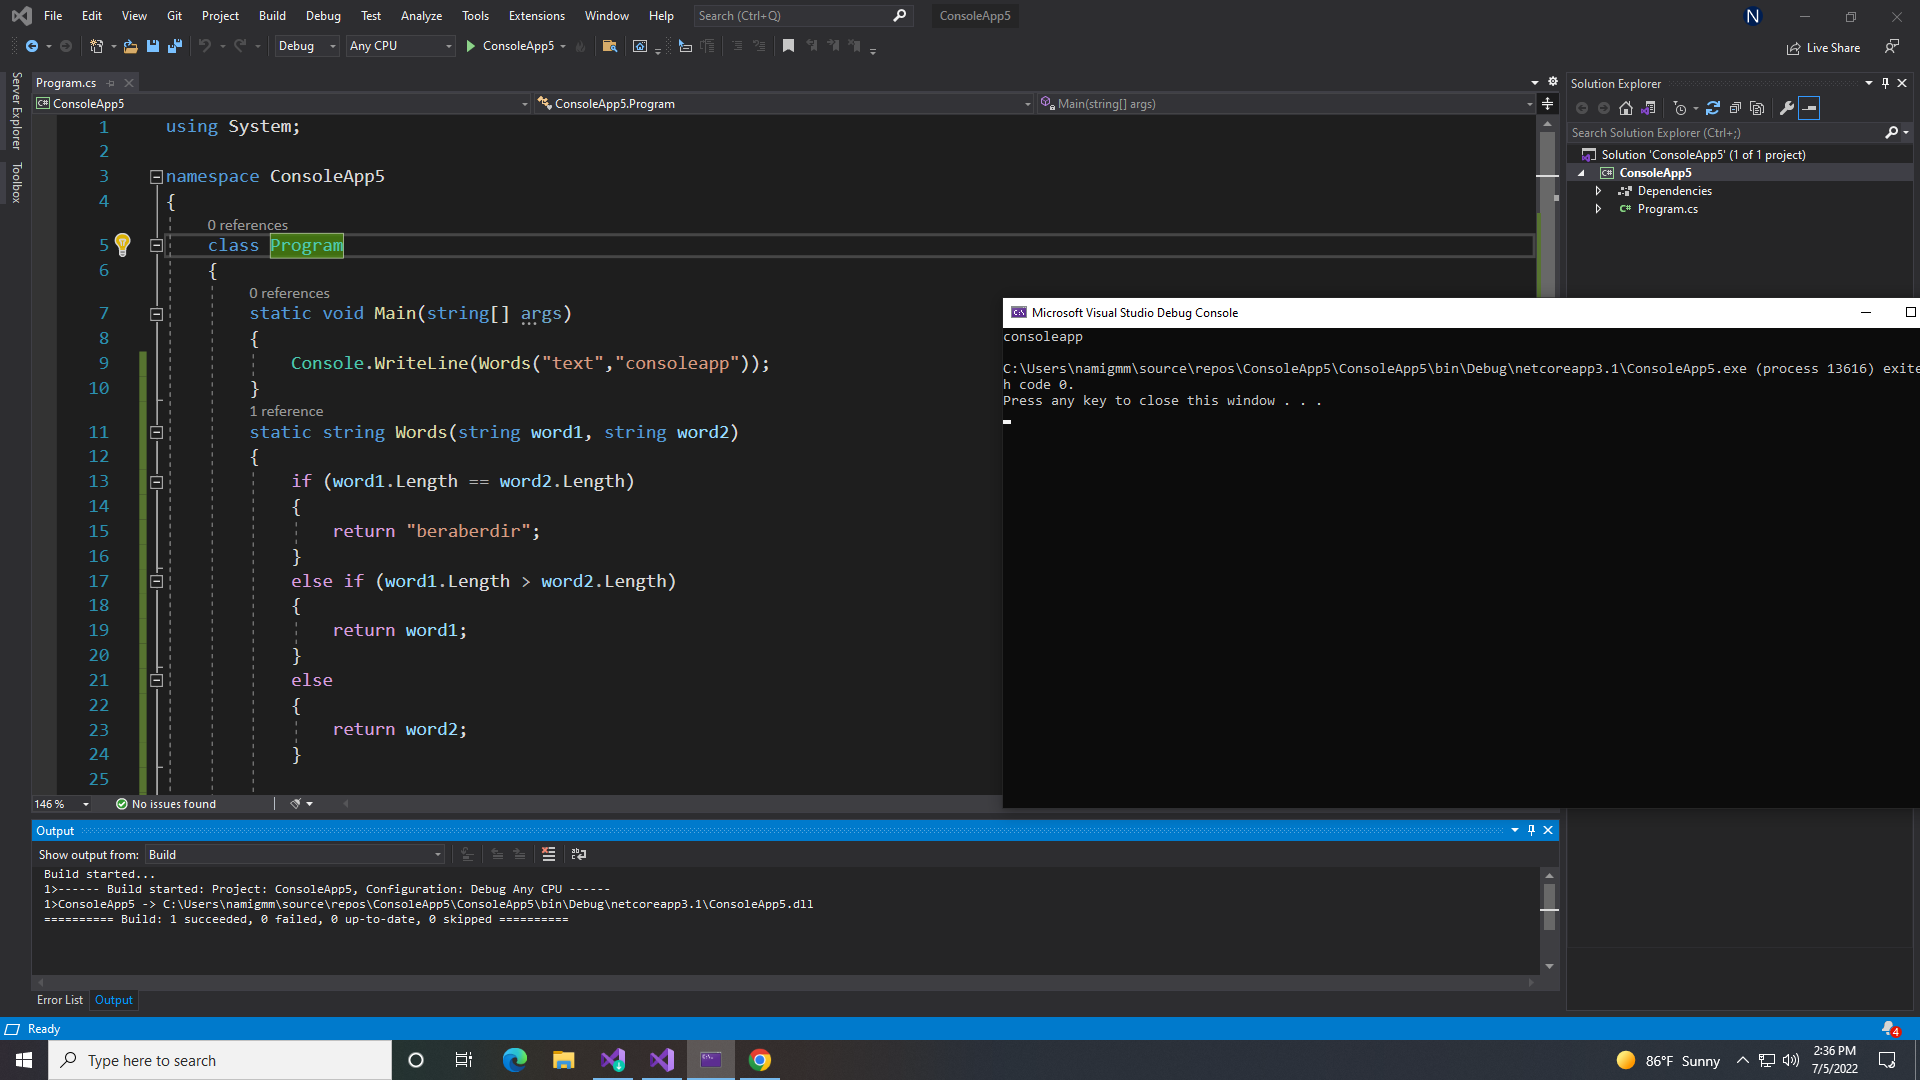 File Edit View Git Project Build Debug Test Analyze Tools Extensions Window Help Search (Ctrl+Q) ConsoleApp5 N
Debug Any CPU ConsoleApp5 Live Share
Server Explorer
Toolbox
Program.cs
ConsoleApp5 ConsoleApp5.Program Main(string[] args)
1 using System;
2
3 namespace ConsoleApp5
4 {
0 references
5 class Program
6 {
0 references
7 static void Main(string[] args)
8 {
9 Console.WriteLine(Words("text","consoleapp"));
10 }
1 reference
11 static string Words(string word1, string word2)
12 {
13 if (word1.Length == word2.Length)
14 {
15 return "beraberdir";
16 }
17 else if (word1.Length > word2.Length)
18 {
19 return word1;
20 }
21 else
22 {
23 return word2;
24 }
25
146 % No issues found
Solution Explorer
Search Solution Explorer (Ctrl+;)
Solution 'ConsoleApp5' (1 of 1 project)
C# ConsoleApp5
Dependencies
C# Program.cs
Microsoft Visual Studio Debug Console
consoleapp
C:\Users\namigmm\source\repos\ConsoleApp5\ConsoleApp5\bin\Debug\netcoreapp3.1\ConsoleApp5.exe (process 13616) exite
h code 0.
Press any key to close this window . . .
Output
Show output from: Build
Build started...
1>------ Build started: Project: ConsoleApp5, Configuration: Debug Any CPU ------
1>ConsoleApp5 -> C:\Users\namigmm\source\repos\ConsoleApp5\ConsoleApp5\bin\Debug\netcoreapp3.1\ConsoleApp5.dll
========== Build: 1 succeeded, 0 failed, 0 up-to-date, 0 skipped ==========
Error List Output
Ready 4
Type here to search 86°F Sunny 2:36 PM
7/5/2022